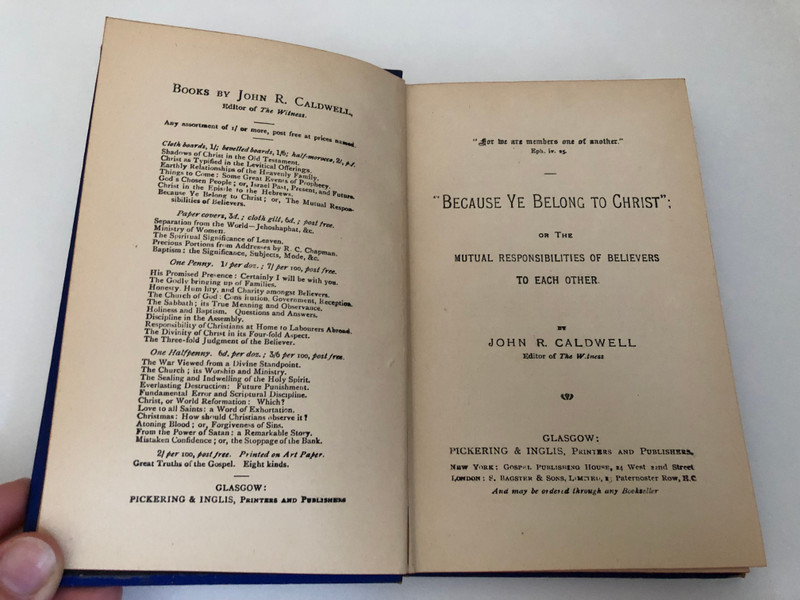 BOOKS BY JOHN R. CALDWELL,
Editor of The Witness.
Any assortment of 1/ or more, post free at prices named.
Cloth boards, 1/; bevelled boards, 1/6; half-morocco, 2/, p.f.
Shadows of Christ in the Old Testament.
Christ as Typified in the Levitical Offerings.
Earthly Relationships of the Heavenly Family.
Things to Come: or, Some Great Events of Prophecy.
God's Chosen People; or, Israel Past, Present, and Future.
Christ in the Epistle to the Hebrews.
Because Ye Belong to Christ; or, The Mutual Respon-
sibilities of Believers.
Paper covers, 3d.; cloth gilt, 6d.; post free.
Separation from the World—Jehoshaphat, &c.
Ministry of Women.
The Spiritual Significance of Leaven.
Precious Portions from Addresses by R. C. Chapman.
Baptism: the Significance, Subjects, Mode, &c.
One Penny. 1/ per doz.; 7/ per 100, post free.
His Promised Presence: Certainly I will be with you.
The Godly bringing up of Families.
Honesty, Humility, and Charity amongst Believers.
The Church of God: Constitution, Government, Reception.
The Sabbath; its True Meaning and Observance.
Holiness and Baptism. Questions and Answers.
Discipline in the Assembly.
Responsibility of Christians at Home to Labourers Abroad.
The Divinity of Christ in its Four-fold Aspect.
The Three-fold Judgment of the Believer.
One Halfpenny. 6d. per doz.; 3/6 per 100, post free.
The War Viewed from a Divine Standpoint.
The Church; its Worship and Ministry.
The Sealing and Indwelling of the Holy Spirit.
Everlasting Destruction: Future Punishment.
Fundamental Error and Scriptural Discipline.
Christ, or World Reformation: Which?
Love to all Saints: a Word of Exhortation.
Christmas: How should Christians observe it?
Atoning Blood; or, Forgiveness of Sins.
From the Power of Satan: a Remarkable Story.
Mistaken Confidence; or, the Stoppage of the Bank.
2/ per 100, post free. Printed on Art Paper.
Great Truths of the Gospel. Eight kinds.
GLASGOW:
PICKERING & INGLIS, PRINTERS AND PUBLISHERS
"For we are members one of another."
Eph. iv. 25.
"BECAUSE YE BELONG TO CHRIST";
OR THE
MUTUAL RESPONSIBILITIES OF BELIEVERS
TO EACH OTHER.
BY
JOHN R. CALDWELL
Editor of The Witness
GLASGOW:
PICKERING & INGLIS, PRINTERS AND PUBLISHERS,
NEW YORK: GOSPEL PUBLISHING HOUSE, West 22nd Street
LONDON: S. BAGSTER & SONS, LIMITED, Paternoster Row, E.C.
And may be ordered through any Bookseller